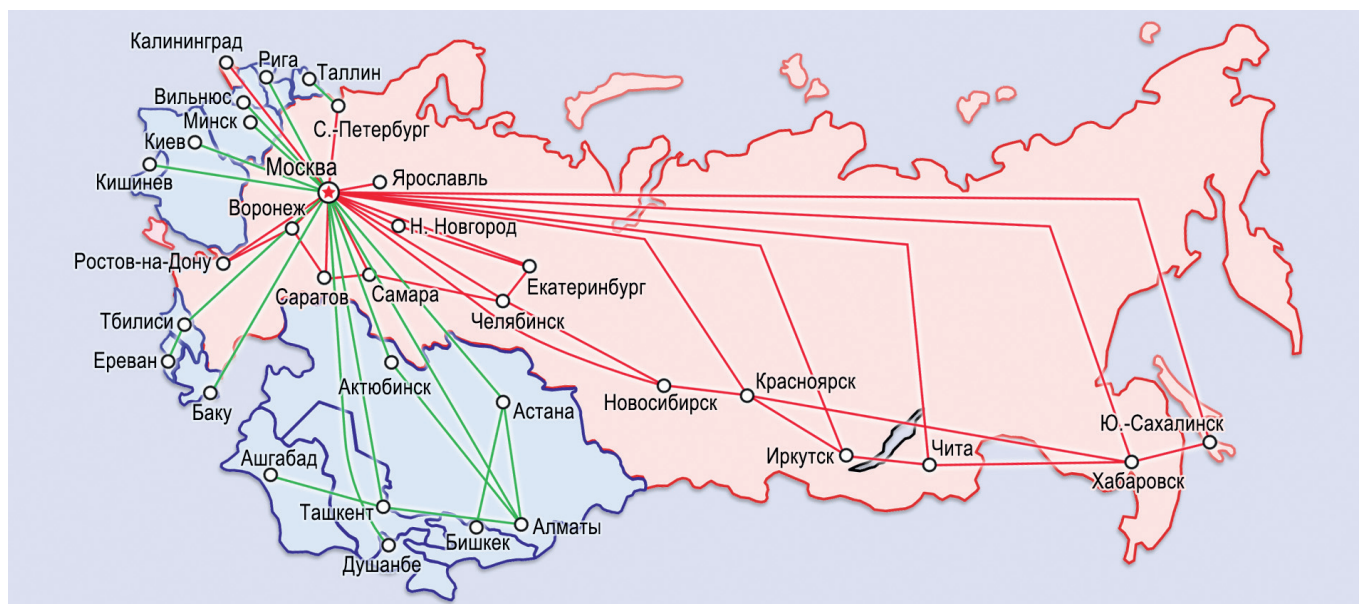 Калининград
Рига
Таллин
Вильнюс
Минск
С.-Петербург
Киев
Москва
Кишинев
Ярославль
Воронеж
Н. Новгород
Ростов-на-Дону
Екатеринбург
Саратов
Самара
Челябинск
Тбилиси
Ереван
Актюбинск
Красноярск
Новосибирск
Баку
Астана
Ю.-Сахалинск
Ашгабад
Иркутск
Чита
Хабаровск
Ташкент
Бишкек
Алматы
Душанбе